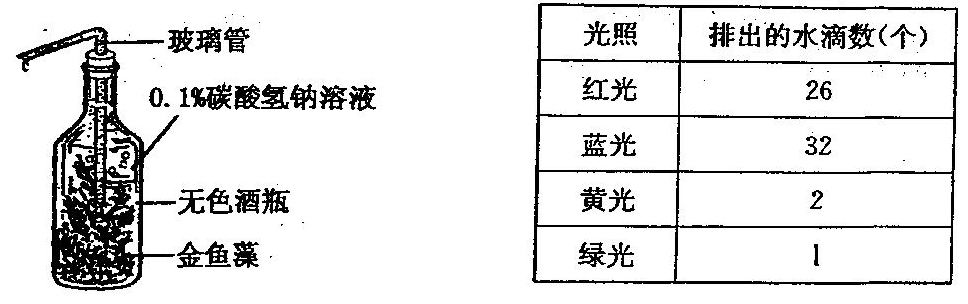 玻璃管
0.1%碳酸氢钠溶液
无色酒瓶
金鱼藻
光照 排出的水滴数(个)
红光 26
蓝光 32
黄光 2
绿光 1